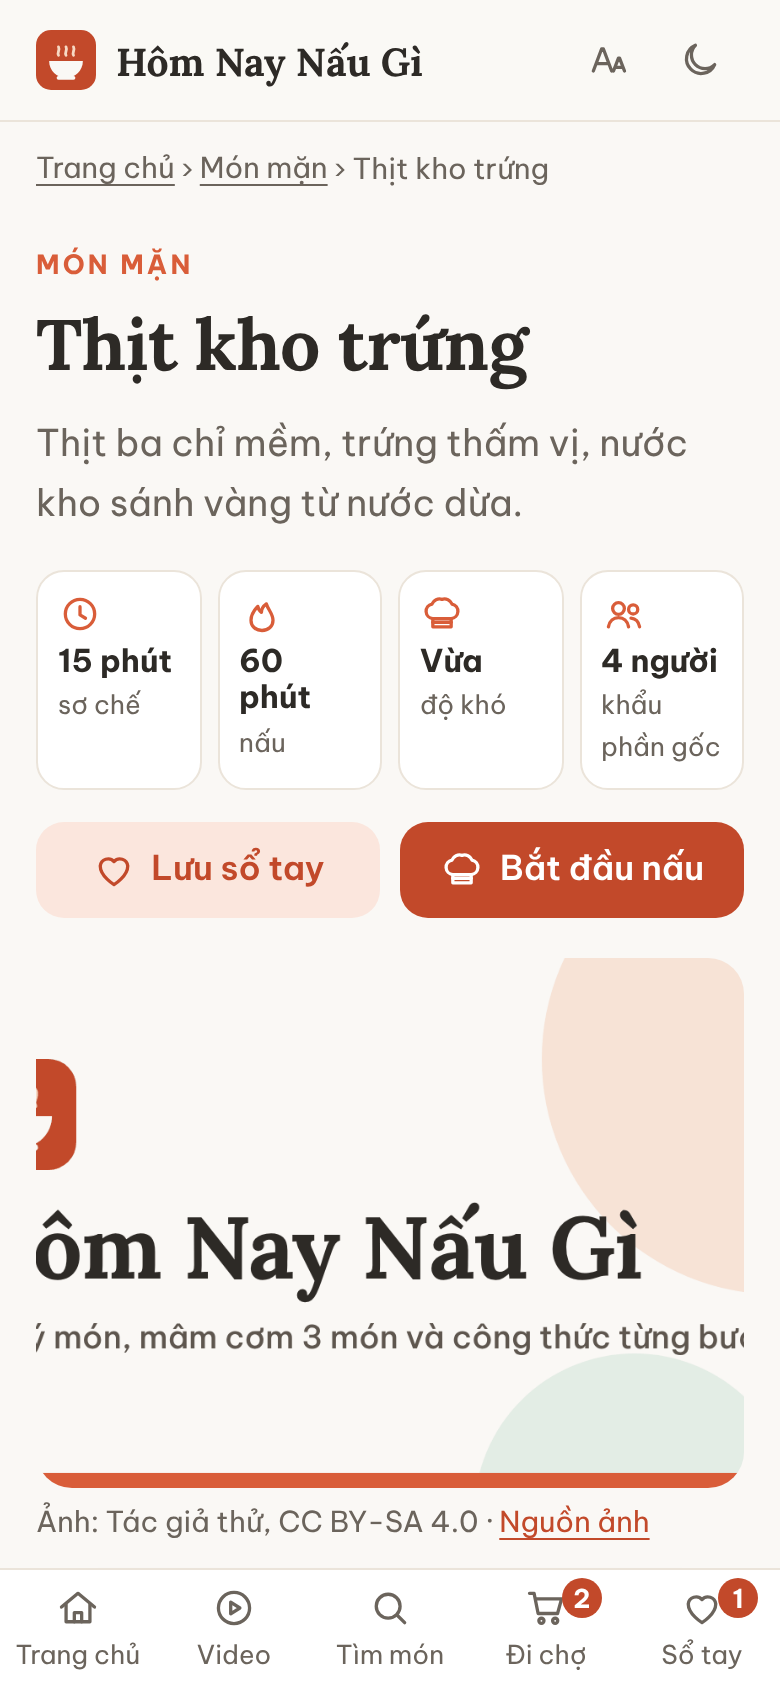 Hôm Nay Nấu Gì
AA
Trang chủ › Món mặn › Thịt kho trứng
MÓN MẶN
Thịt kho trứng
Thịt ba chỉ mềm, trứng thấm vị, nước
kho sánh vàng từ nước dừa.
15 phút
sơ chế
60
phút
nấu
Vừa
độ khó
4 người
khẩu
phần gốc
Lưu sổ tay
Bắt đầu nấu
ôm Nay Nấu Gì
ý món, mâm cơm 3 món và công thức từng bướ
Ảnh: Tác giả thử, CC BY-SA 4.0 · Nguồn ảnh
2
1
Trang chủ
Video
Tìm món
Đi chợ
Sổ tay